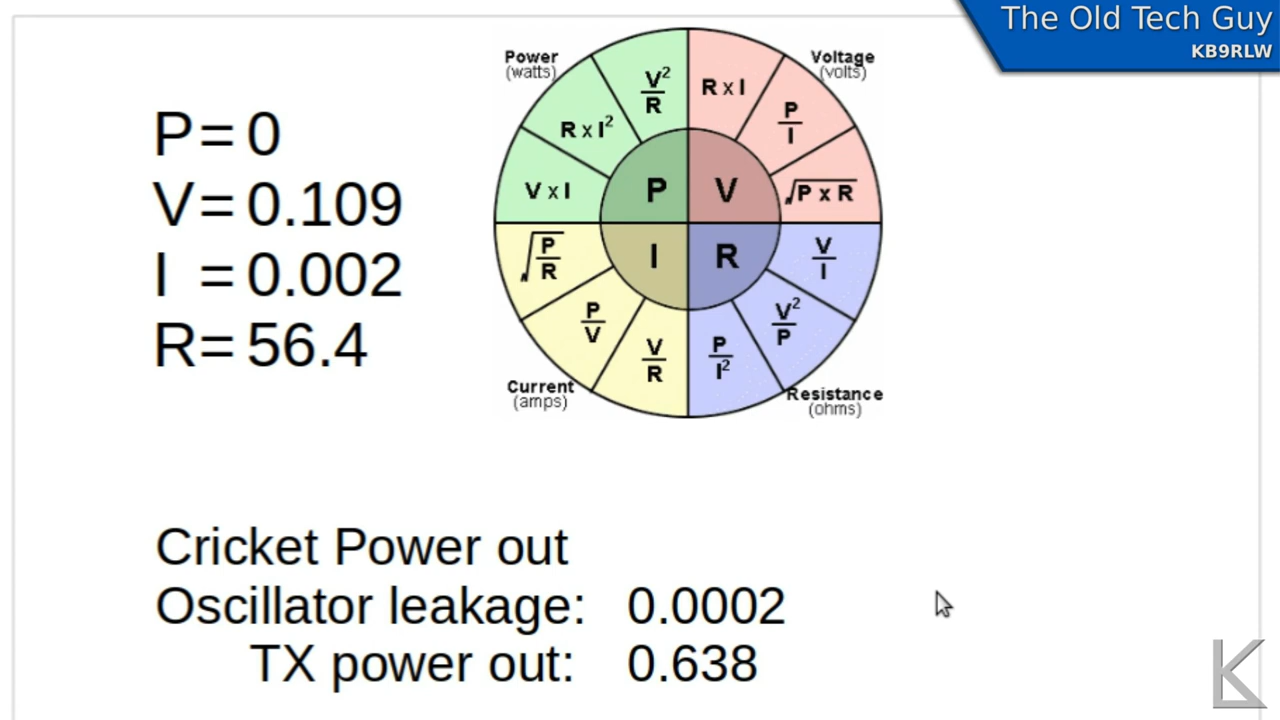 The Old Tech Guy
KB9RLW
P= 0
V= 0.109
I = 0.002
R= 56.4
Power
(watts)
Voltage
(volts)
V²/R
R x I
R x I²
P/I
V x I
√P x R
P
V
I
R
√P/R
V/I
P/V
V²/P
V/R
P/I²
Current
(amps)
Resistance
(ohms)
Cricket Power out
Oscillator leakage: 0.0002
TX power out: 0.638
K